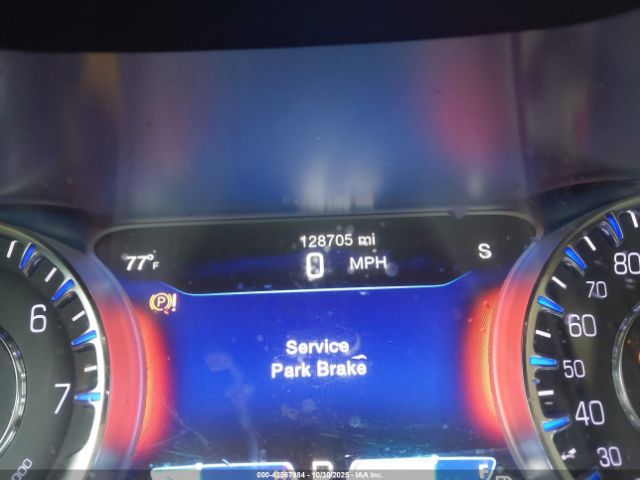 128705 mi
77°F
0 MPH
S
(P)!
Service
Park Brake
6
7
80
70
60
50
40
30
F
000-43567984 - 10/30/2025 - Copyright IAA, Inc.